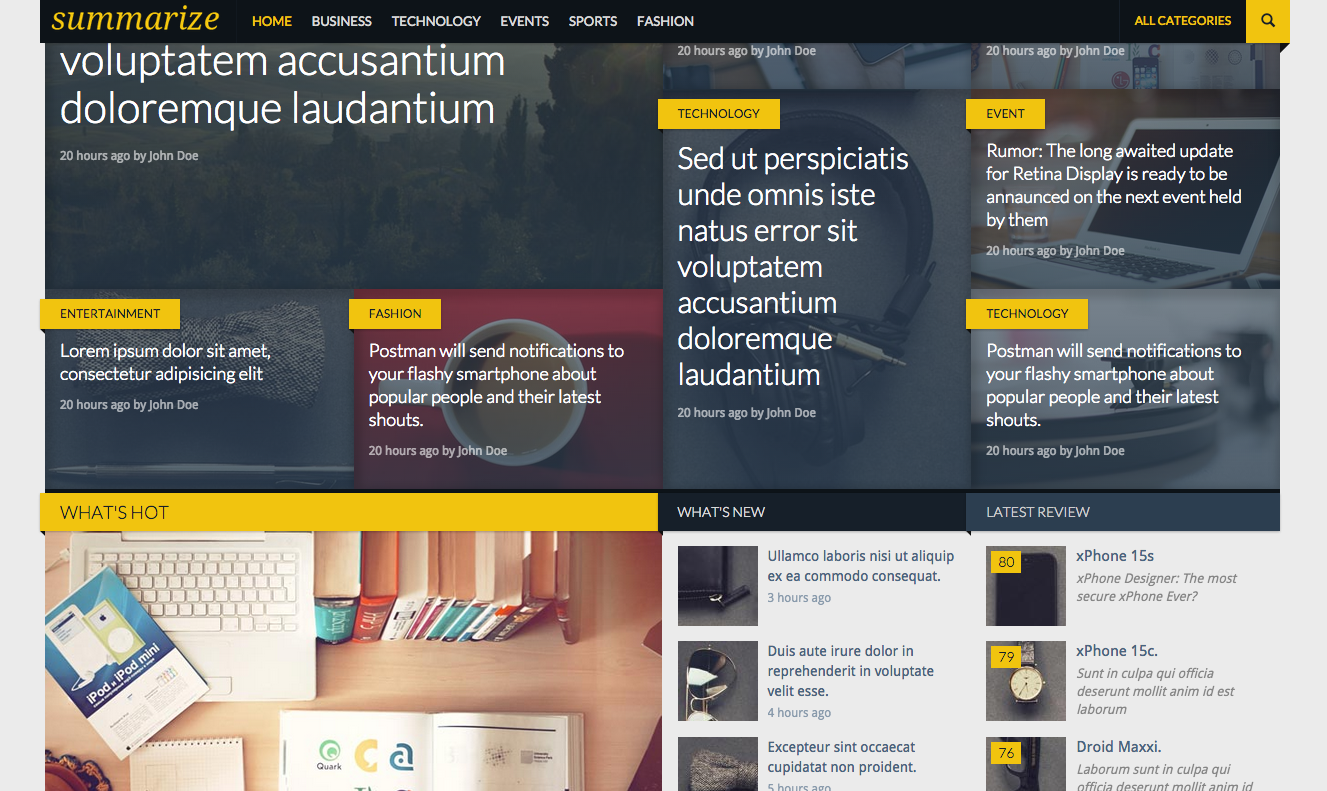 summarize
HOME BUSINESS TECHNOLOGY EVENTS SPORTS FASHION
ALL CATEGORIES
voluptatem accusantium
doloremque laudantium
20 hours ago by John Doe
20 hours ago by John Doe
20 hours ago by John Doe
TECHNOLOGY
Sed ut perspiciatis
unde omnis iste
natus error sit
voluptatem
accusantium
doloremque
laudantium
20 hours ago by John Doe
EVENT
Rumor: The long awaited update
for Retina Display is ready to be
annaunced on the next event held
by them
20 hours ago by John Doe
ENTERTAINMENT
Lorem ipsum dolor sit amet,
consectetur adipisicing elit
20 hours ago by John Doe
FASHION
Postman will send notifications to
your flashy smartphone about
popular people and their latest
shouts.
20 hours ago by John Doe
TECHNOLOGY
Postman will send notifications to
your flashy smartphone about
popular people and their latest
shouts.
20 hours ago by John Doe
WHAT'S HOT
iPod & iPod mini
Quark
WHAT'S NEW
Ullamco laboris nisi ut aliquip
ex ea commodo consequat.
3 hours ago
Duis aute irure dolor in
reprehenderit in voluptate
velit esse.
4 hours ago
Excepteur sint occaecat
cupidatat non proident.
5 hours ago
LATEST REVIEW
80
xPhone 15s
xPhone Designer: The most
secure xPhone Ever?
79
xPhone 15c.
Sunt in culpa qui officia
deserunt mollit anim id est
laborum
76
Droid Maxxi.
Laborum sunt in culpa qui
officia deserunt mollit anim id